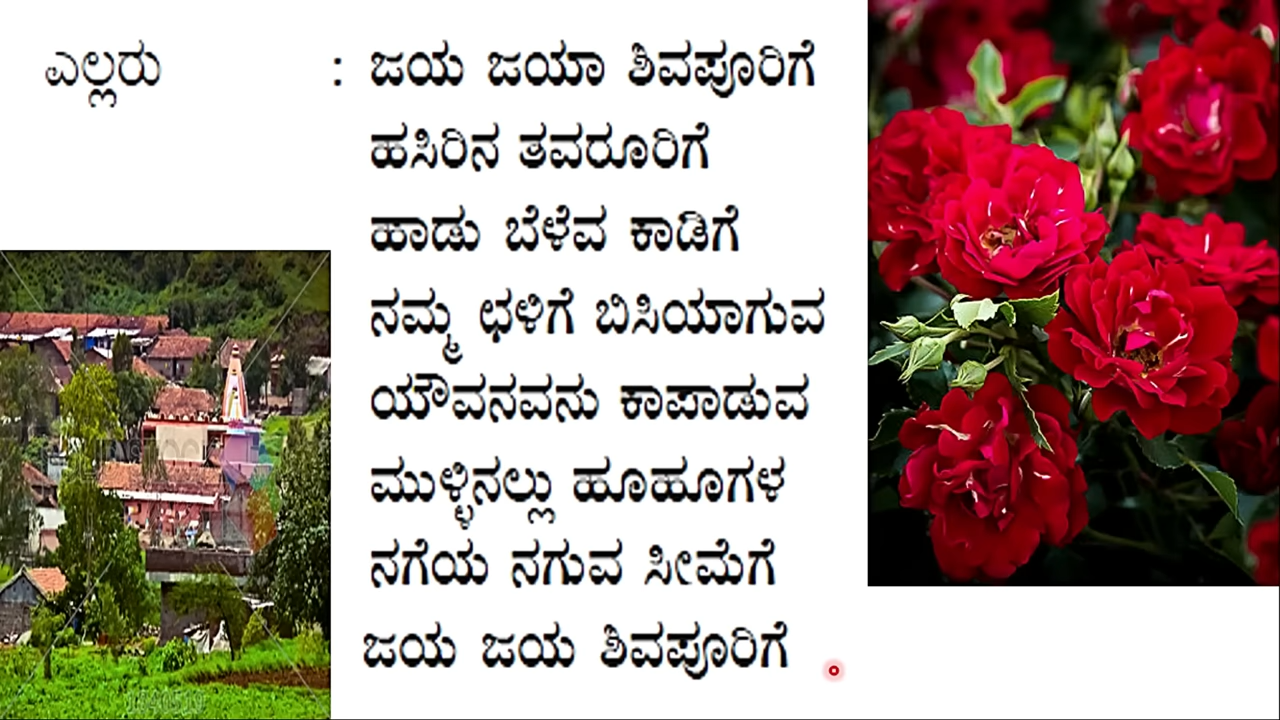 ಎಲ್ಲರು : ಜಯ ಜಯಾ ಶಿವಪೂರಿಗೆ
ಹಸಿರಿನ ತವರೂರಿಗೆ
ಹಾಡು ಬೆಳೆವ ಕಾಡಿಗೆ
ನಮ್ಮ ಛಳಿಗೆ ಬಿಸಿಯಾಗುವ
ಯೌವನವನು ಕಾಪಾಡುವ
ಮುಳ್ಳಿನಲ್ಲು ಹೂಹೂಗಳ
ನಗೆಯ ನಗುವ ಸೀಮೆಗೆ
ಜಯ ಜಯ ಶಿವಪೂರಿಗೆ